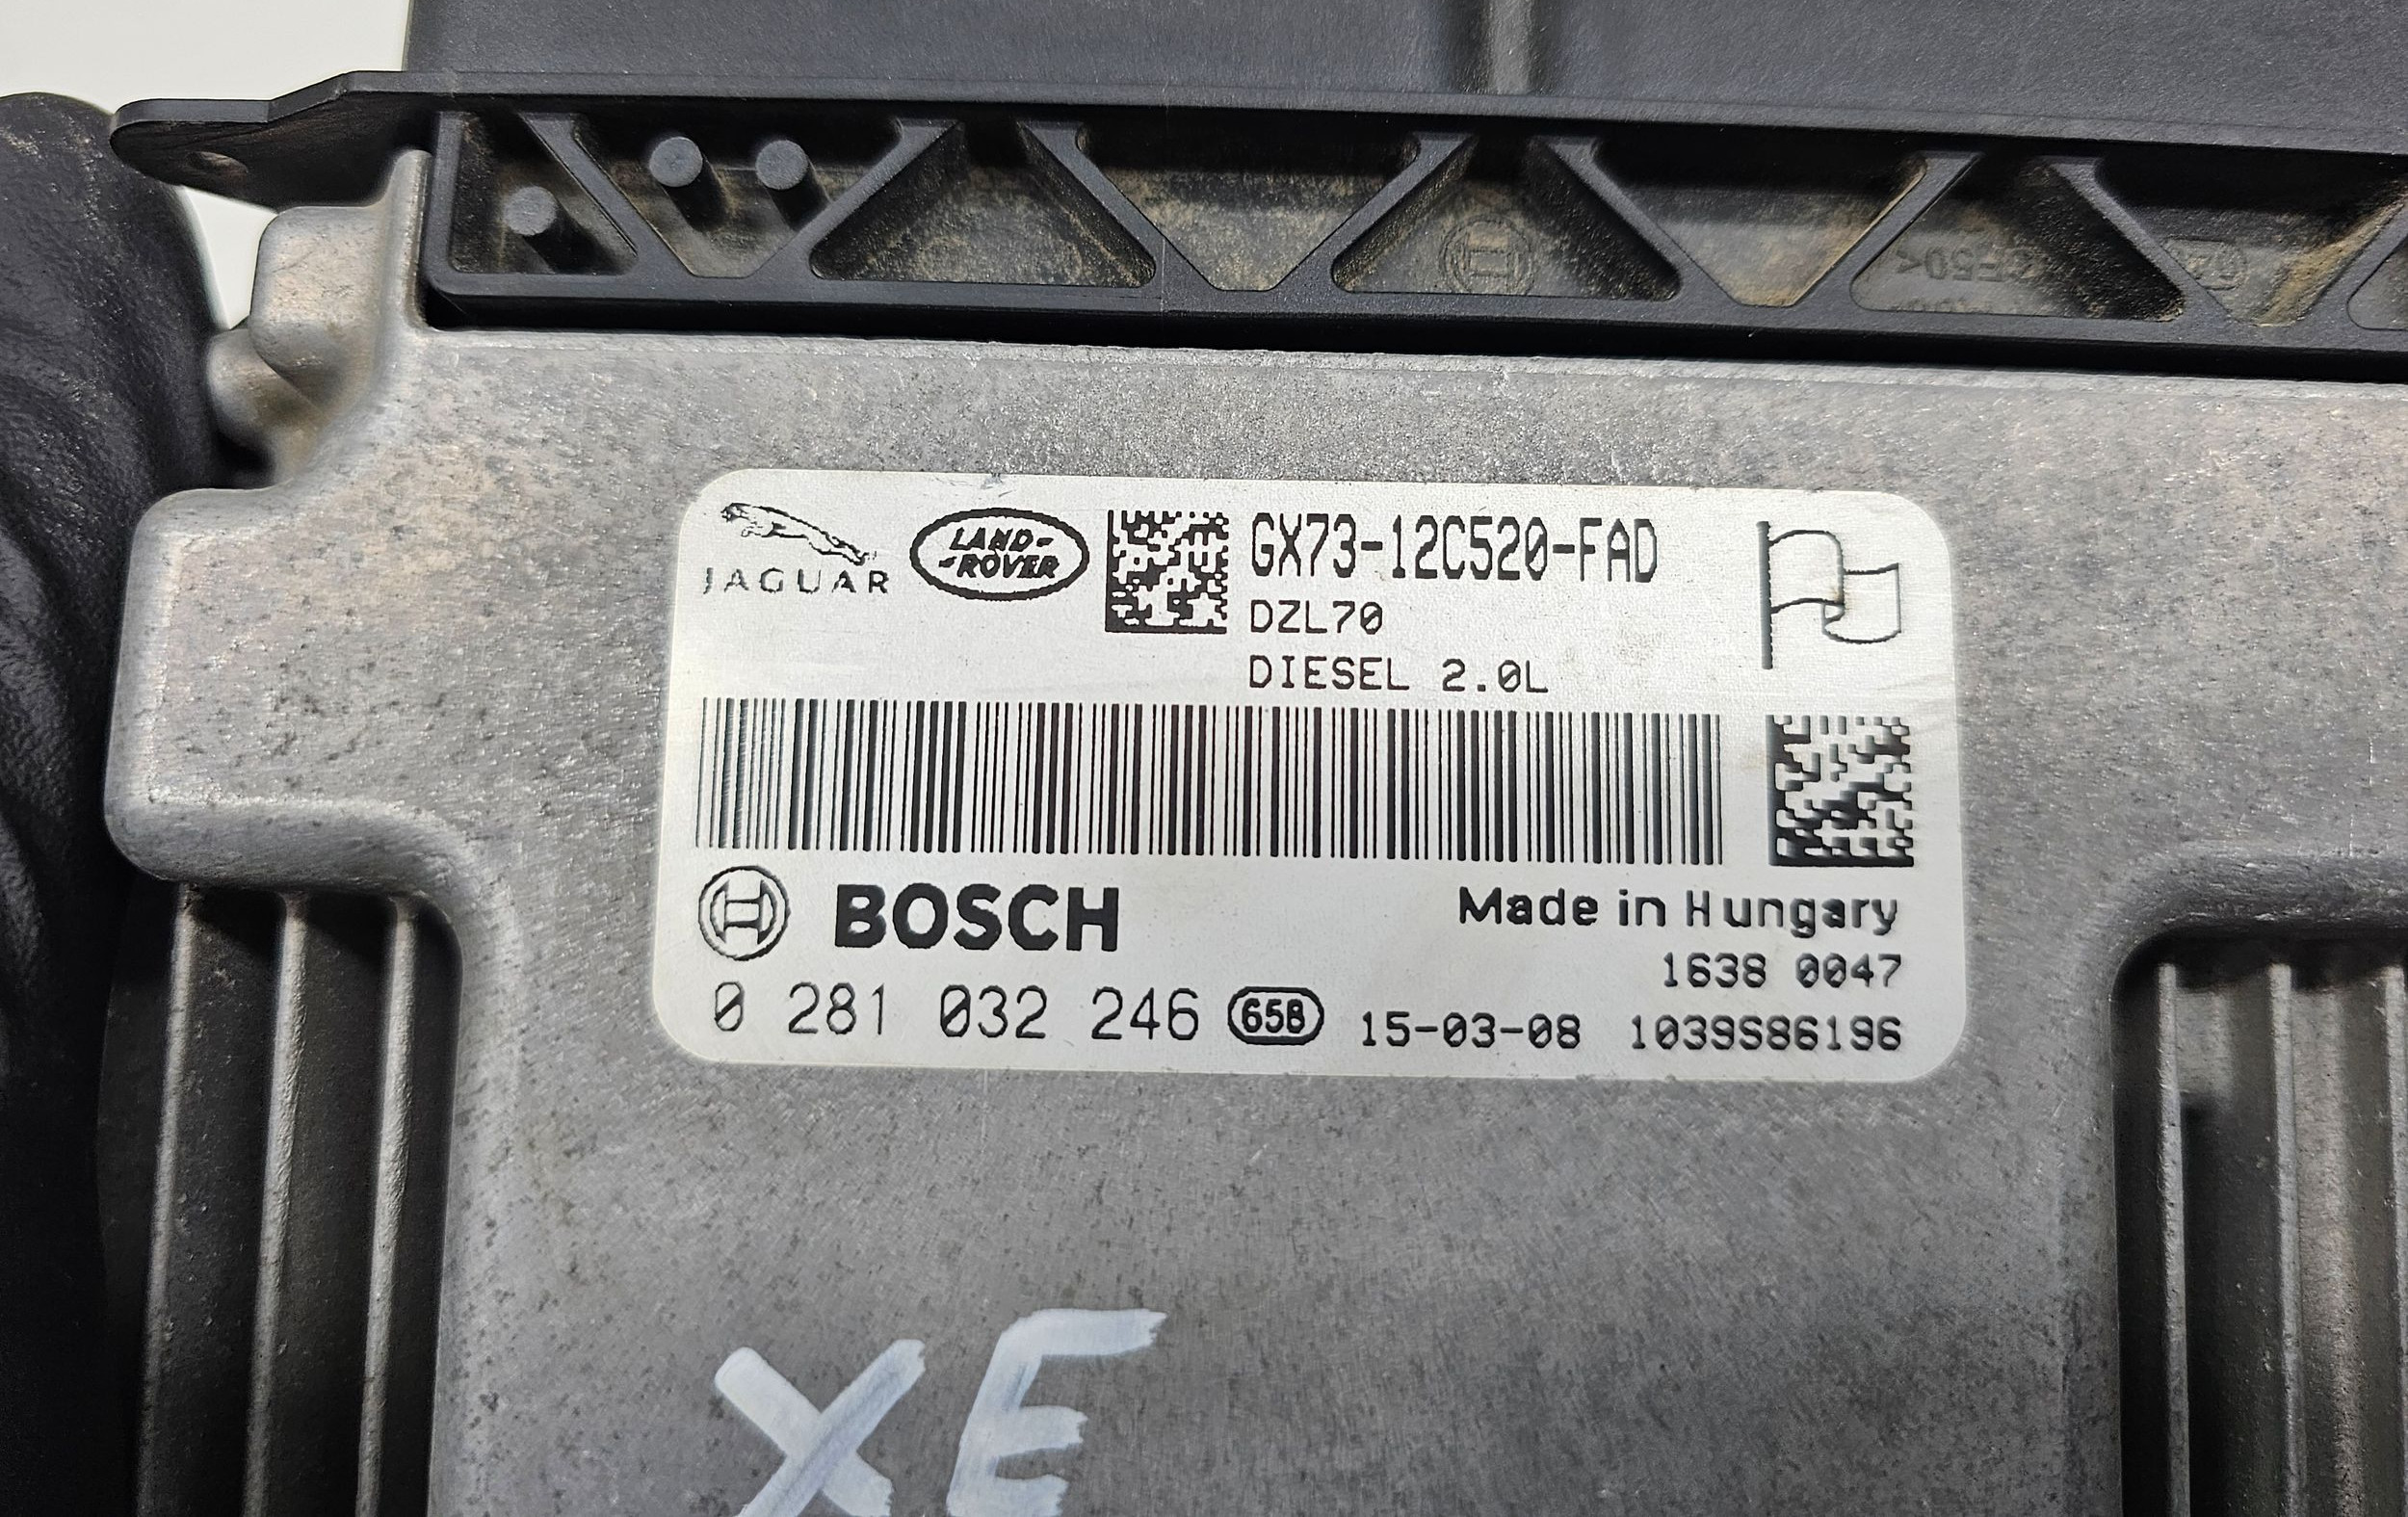 JAGUAR
LAND-
-ROVER
GX73-12C520-FAD
DZL70
DIESEL 2.0L
BOSCH
Made in Hungary
1638 0047
0 281 032 246 65B 15-03-08 1039S86196
XE